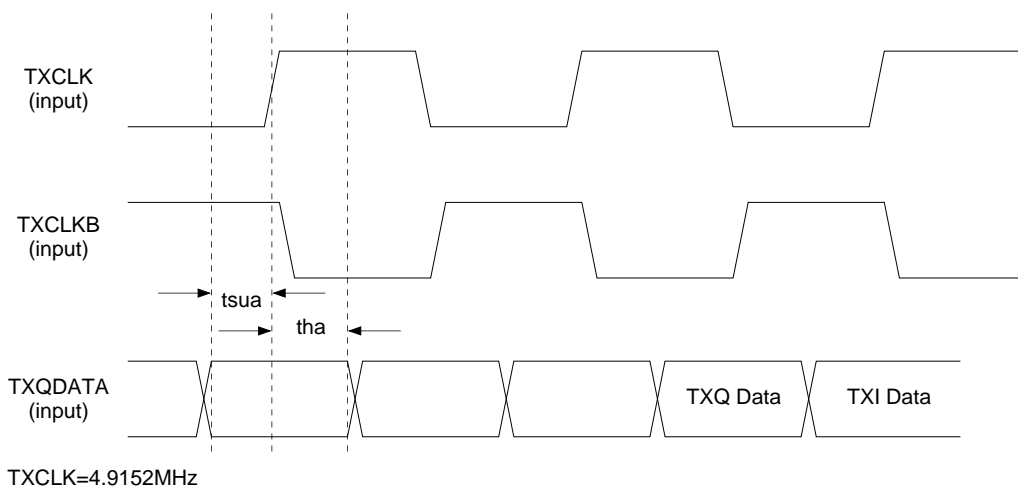 TXCLK
(input)
TXCLKB
(input)
tsua
tha
TXQDATA
(input)
TXQ Data
TXI Data
TXCLK=4.9152MHz